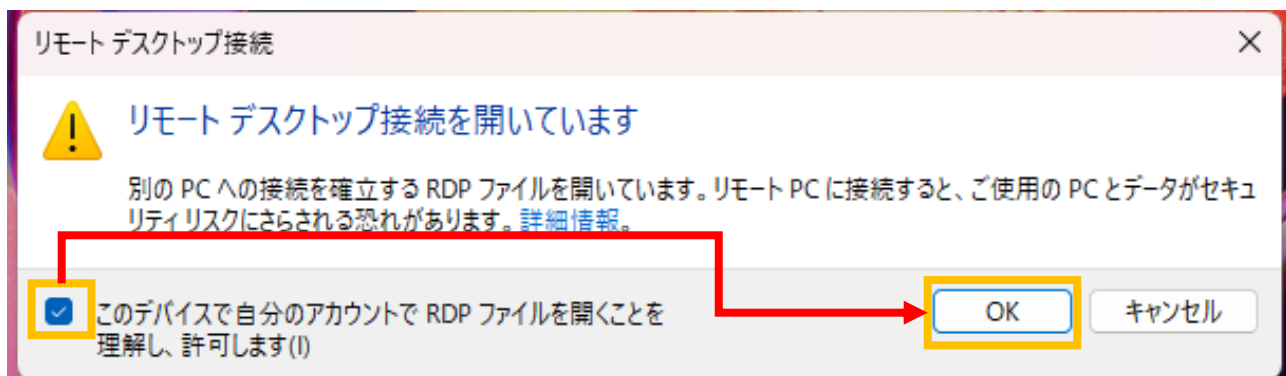 リモート デスクトップ接続
リモート デスクトップ接続を開いています
別の PC への接続を確立する RDP ファイルを開いています。リモート PC に接続すると、ご使用の PC とデータがセキュ
リティ リスクにさらされる恐れがあります。詳細情報。
このデバイスで自分のアカウントで RDP ファイルを開くことを
理解し、許可します(I)
OK
キャンセル